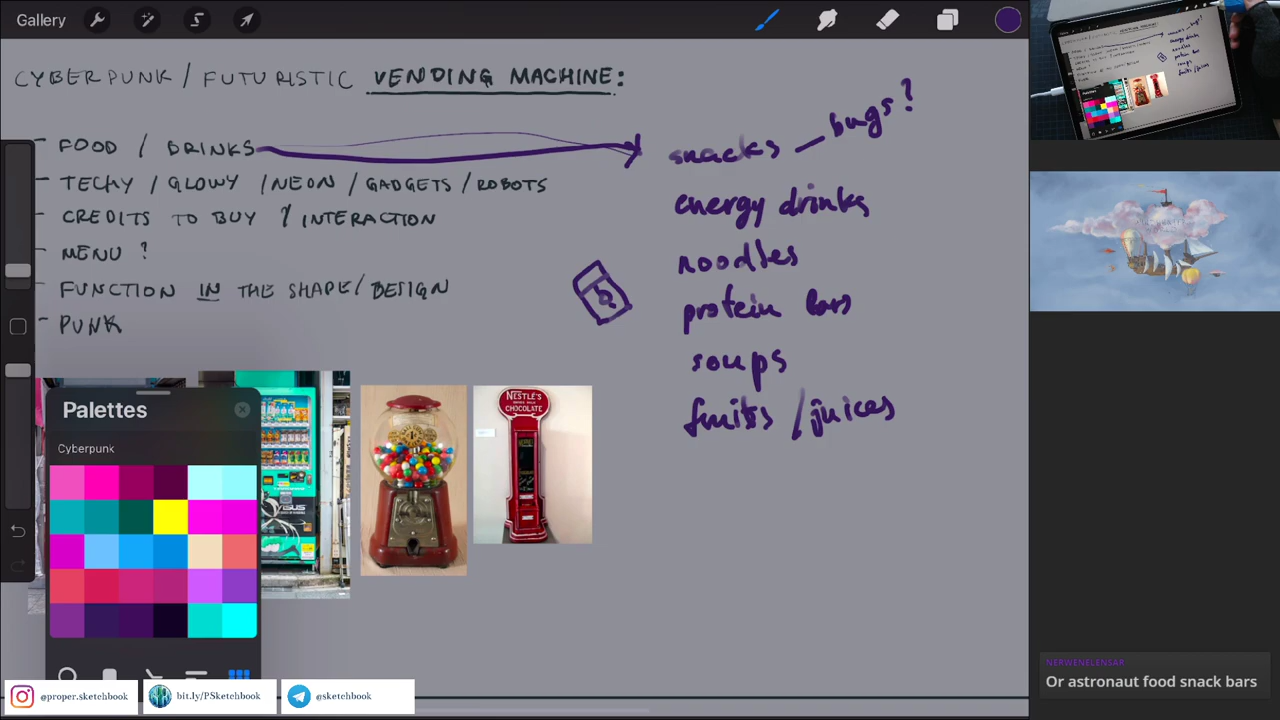 Gallery
CYBERPUNK / FUTURISTIC VENDING MACHINE:
- FOOD / DRINKS
- TECHY / GLOWY / NEON / GADGETS / ROBOTS
- CREDITS TO BUY / INTERACTION
- MENU ?
- FUNCTION IN THE SHAPE / DESIGN
- PUNK
snacks — bugs?
energy drinks
noodles
protein bars
soups
fruits / juices
Palettes
Cyberpunk
NESTLÉ'S
CHOCOLATE
@proper.sketchbook
bit.ly/PSketchbook
@sketchbook
NERWENELENSAR
Or astronaut food snack bars